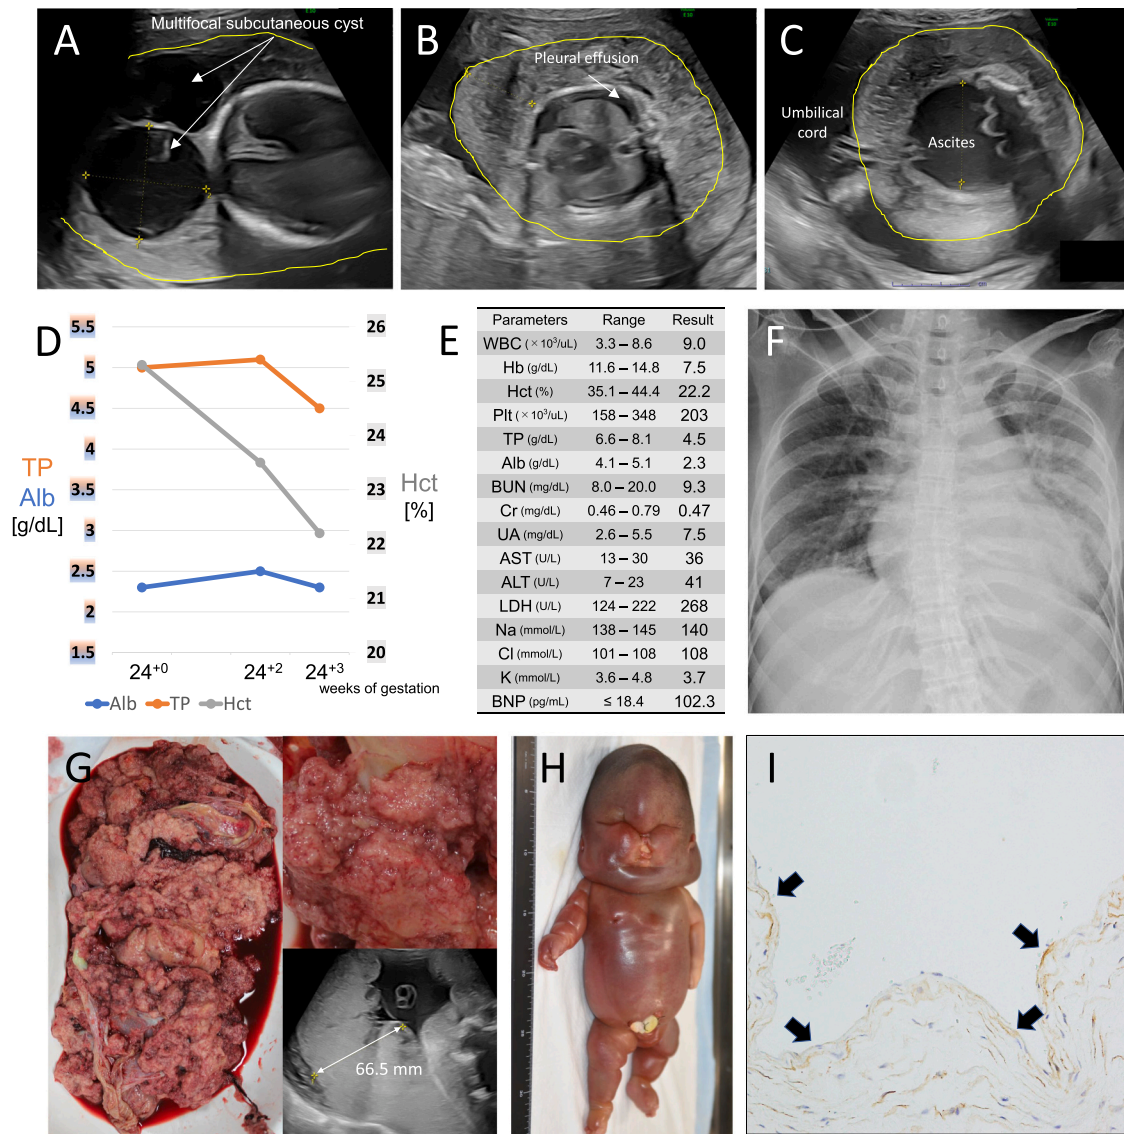 A
Multifocal subcutaneous cyst
B
Pleural effusion
C
Umbilical
cord
Ascites
D
5.5
5
4.5
4
3.5
3
2.5
2
1.5
TP
Alb
[g/dL]
26
25
24
23
22
21
20
Hct
[%]
24+0
24+2
24+3
weeks of gestation
Alb
TP
Hct
E
Parameters Range Result
WBC (×10³/uL) 3.3 – 8.6 9.0
Hb (g/dL) 11.6 – 14.8 7.5
Hct (%) 35.1 – 44.4 22.2
Plt (×10³/uL) 158 – 348 203
TP (g/dL) 6.6 – 8.1 4.5
Alb (g/dL) 4.1 – 5.1 2.3
BUN (mg/dL) 8.0 – 20.0 9.3
Cr (mg/dL) 0.46 – 0.79 0.47
UA (mg/dL) 2.6 – 5.5 7.5
AST (U/L) 13 – 30 36
ALT (U/L) 7 – 23 41
LDH (U/L) 124 – 222 268
Na (mmol/L) 138 – 145 140
Cl (mmol/L) 101 – 108 108
K (mmol/L) 3.6 – 4.8 3.7
BNP (pg/mL) ≤ 18.4 102.3
F
G
66.5 mm
H
I